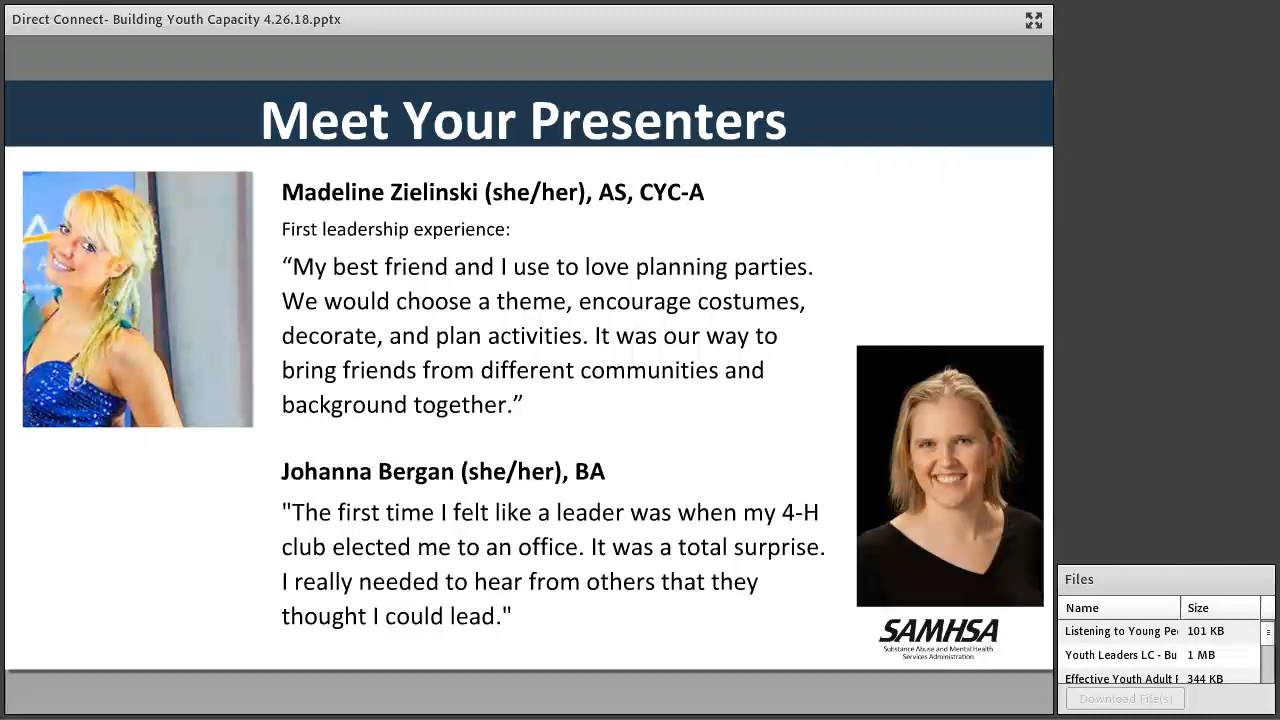 Direct Connect- Building Youth Capacity 4.26.18.pptx
Meet Your Presenters
Madeline Zielinski (she/her), AS, CYC-A
First leadership experience:
“My best friend and I use to love planning parties.
We would choose a theme, encourage costumes,
decorate, and plan activities. It was our way to
bring friends from different communities and
background together.”
Johanna Bergan (she/her), BA
"The first time I felt like a leader was when my 4-H
club elected me to an office. It was a total surprise.
I really needed to hear from others that they
thought I could lead."
SAMHSA
Substance Abuse and Mental Health
Services Administration
Files
Name Size
Listening to Young Pe 101 KB
Youth Leaders LC - Bu 1 MB
Effective Youth Adult 344 KB
Download File(s)